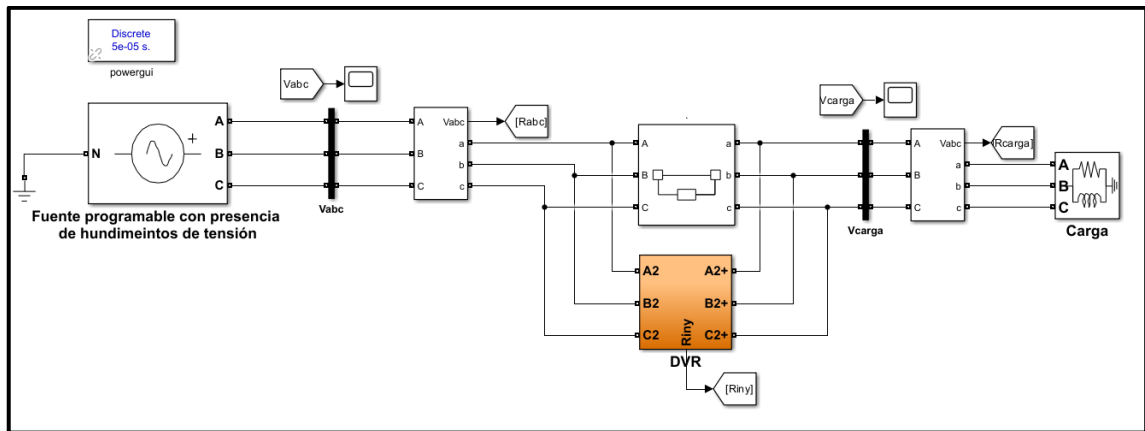 Discrete
5e-05 s.
powergui
Vabc
N
+
A
B
C
Fuente programable con presencia
de hundimeintos de tensión
Vabc
A
B
C
Vabc
a
b
c
[Rabc]
A
B
C
a
b
c
A2
B2
C2
A2+
B2+
C2+
Riny
DVR
[Riny]
Vcarga
Vcarga
A
B
C
Vabc
a
b
c
[Rcarga]
A
B
C
Carga